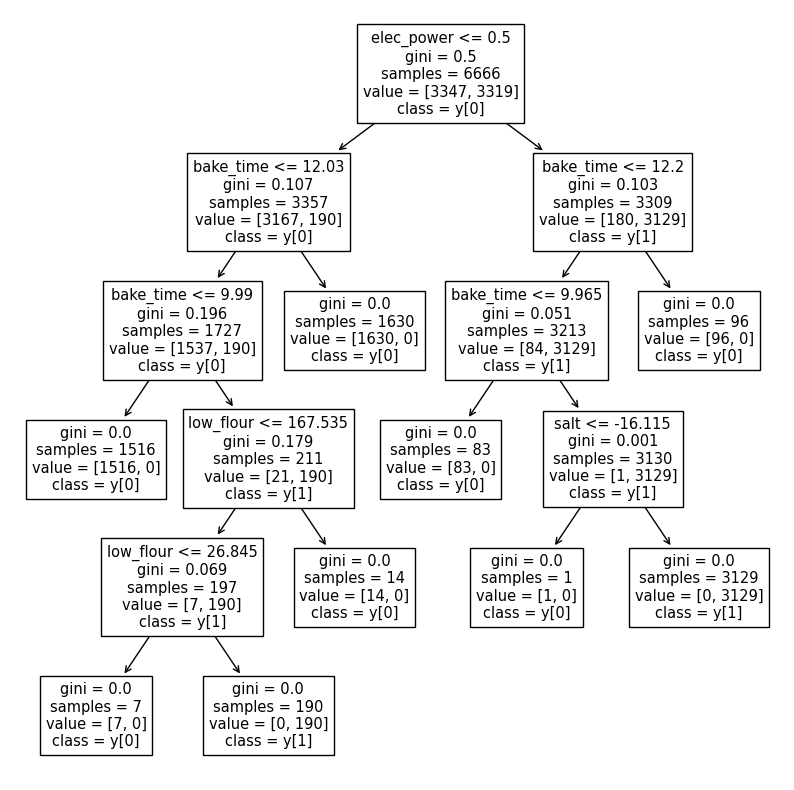 elec_power <= 0.5
gini = 0.5
samples = 6666
value = [3347, 3319]
class = y[0]
bake_time <= 12.03
gini = 0.107
samples = 3357
value = [3167, 190]
class = y[0]
bake_time <= 12.2
gini = 0.103
samples = 3309
value = [180, 3129]
class = y[1]
bake_time <= 9.99
gini = 0.196
samples = 1727
value = [1537, 190]
class = y[0]
gini = 0.0
samples = 1630
value = [1630, 0]
class = y[0]
bake_time <= 9.965
gini = 0.051
samples = 3213
value = [84, 3129]
class = y[1]
gini = 0.0
samples = 96
value = [96, 0]
class = y[0]
gini = 0.0
samples = 1516
value = [1516, 0]
class = y[0]
low_flour <= 167.535
gini = 0.179
samples = 211
value = [21, 190]
class = y[1]
gini = 0.0
samples = 83
value = [83, 0]
class = y[0]
salt <= -16.115
gini = 0.001
samples = 3130
value = [1, 3129]
class = y[1]
low_flour <= 26.845
gini = 0.069
samples = 197
value = [7, 190]
class = y[1]
gini = 0.0
samples = 14
value = [14, 0]
class = y[0]
gini = 0.0
samples = 1
value = [1, 0]
class = y[0]
gini = 0.0
samples = 3129
value = [0, 3129]
class = y[1]
gini = 0.0
samples = 7
value = [7, 0]
class = y[0]
gini = 0.0
samples = 190
value = [0, 190]
class = y[1]